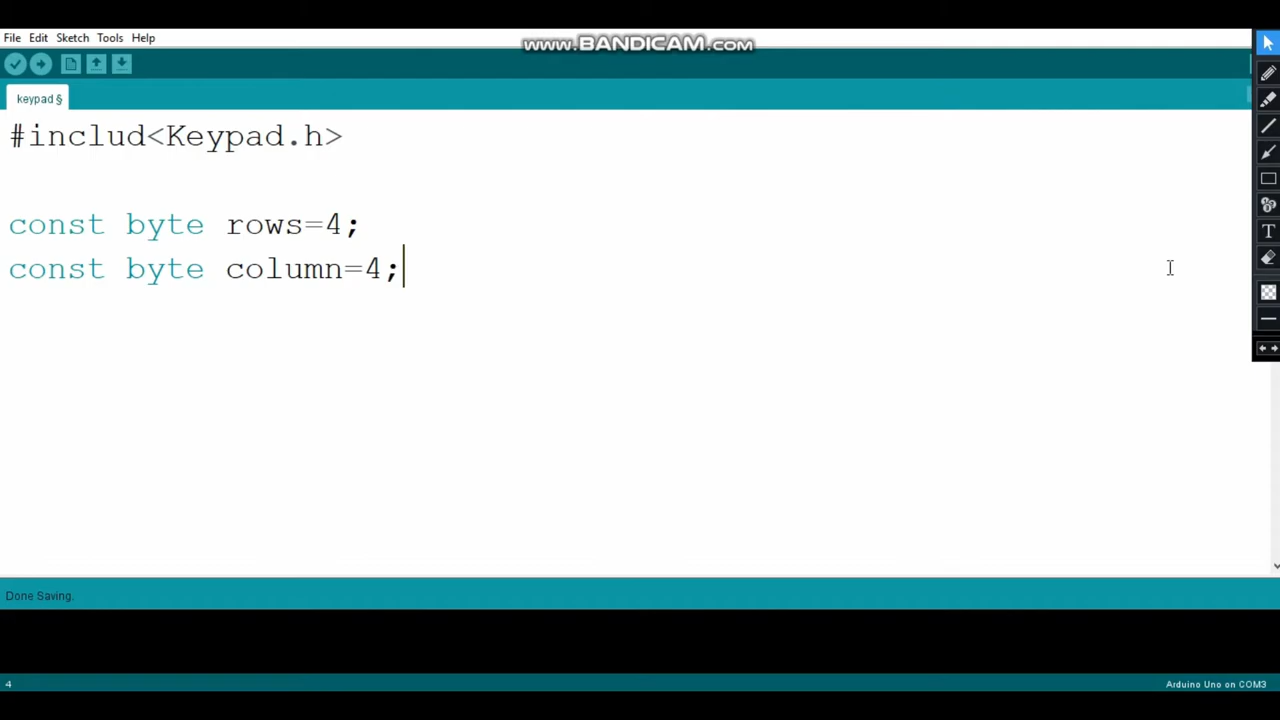 www.BANDICAM.com
File Edit Sketch Tools Help
keypad §
#includ<Keypad.h>
const byte rows=4;
const byte column=4;
T
Done Saving.
4 Arduino Uno on COM3